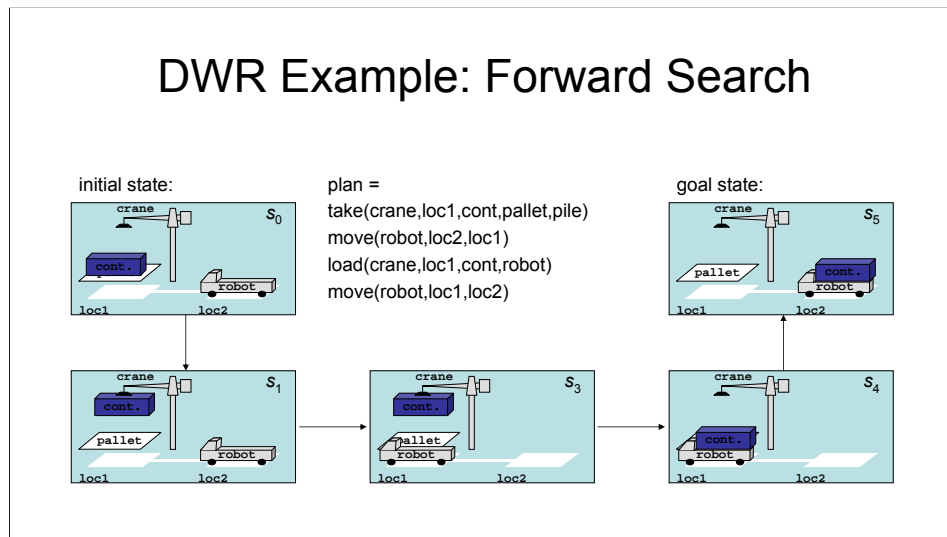 DWR Example: Forward Search
initial state:
crane
s0
cont.
robot
loc1
loc2
plan =
take(crane,loc1,cont,pallet,pile)
move(robot,loc2,loc1)
load(crane,loc1,cont,robot)
move(robot,loc1,loc2)
goal state:
crane
s5
pallet
cont.
robot
loc1
loc2
crane
s1
cont.
pallet
robot
loc1
loc2
crane
s3
cont.
pallet
robot
loc1
loc2
crane
s4
cont.
robot
loc1
loc2